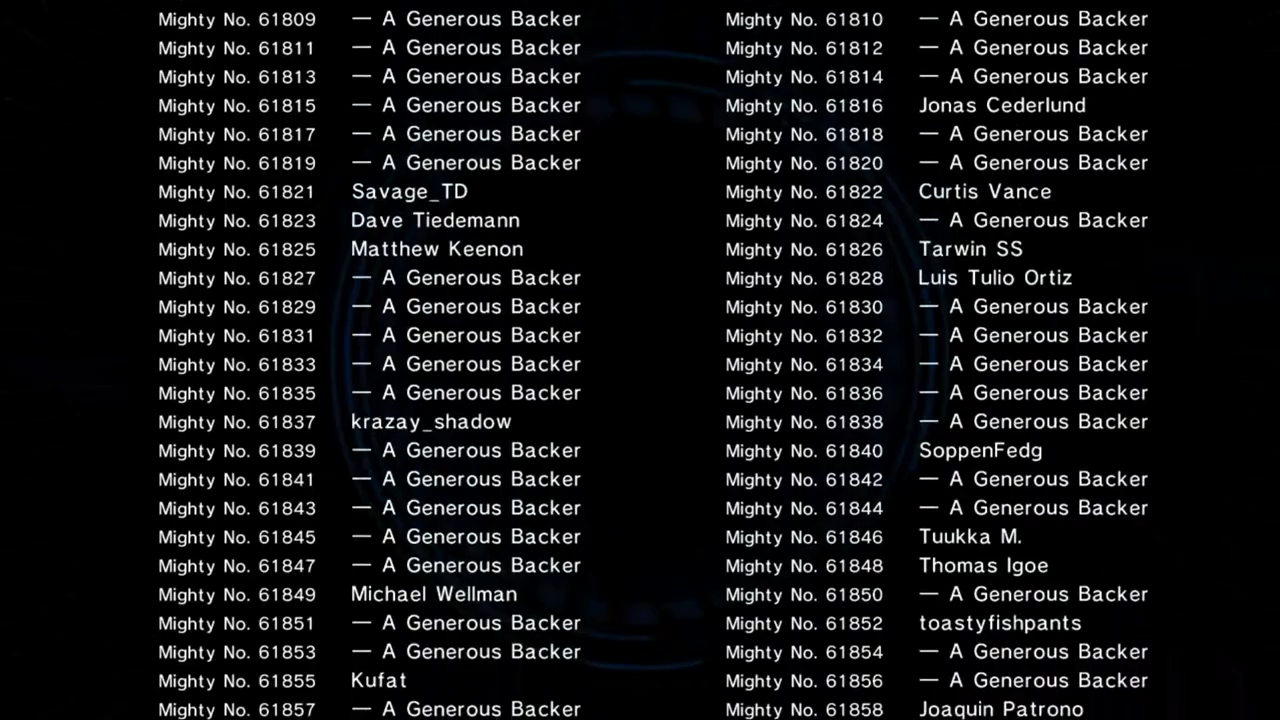 Mighty No. 61809 — A Generous Backer Mighty No. 61810 — A Generous Backer
Mighty No. 61811 — A Generous Backer Mighty No. 61812 — A Generous Backer
Mighty No. 61813 — A Generous Backer Mighty No. 61814 — A Generous Backer
Mighty No. 61815 — A Generous Backer Mighty No. 61816 Jonas Cederlund
Mighty No. 61817 — A Generous Backer Mighty No. 61818 — A Generous Backer
Mighty No. 61819 — A Generous Backer Mighty No. 61820 — A Generous Backer
Mighty No. 61821 Savage_TD Mighty No. 61822 Curtis Vance
Mighty No. 61823 Dave Tiedemann Mighty No. 61824 — A Generous Backer
Mighty No. 61825 Matthew Keenon Mighty No. 61826 Tarwin SS
Mighty No. 61827 — A Generous Backer Mighty No. 61828 Luis Tulio Ortiz
Mighty No. 61829 — A Generous Backer Mighty No. 61830 — A Generous Backer
Mighty No. 61831 — A Generous Backer Mighty No. 61832 — A Generous Backer
Mighty No. 61833 — A Generous Backer Mighty No. 61834 — A Generous Backer
Mighty No. 61835 — A Generous Backer Mighty No. 61836 — A Generous Backer
Mighty No. 61837 krazay_shadow Mighty No. 61838 — A Generous Backer
Mighty No. 61839 — A Generous Backer Mighty No. 61840 SoppenFedg
Mighty No. 61841 — A Generous Backer Mighty No. 61842 — A Generous Backer
Mighty No. 61843 — A Generous Backer Mighty No. 61844 — A Generous Backer
Mighty No. 61845 — A Generous Backer Mighty No. 61846 Tuukka M.
Mighty No. 61847 — A Generous Backer Mighty No. 61848 Thomas Igoe
Mighty No. 61849 Michael Wellman Mighty No. 61850 — A Generous Backer
Mighty No. 61851 — A Generous Backer Mighty No. 61852 toastyfishpants
Mighty No. 61853 — A Generous Backer Mighty No. 61854 — A Generous Backer
Mighty No. 61855 Kufat Mighty No. 61856 — A Generous Backer
Mighty No. 61857 — A Generous Backer Mighty No. 61858 Joaquin Patrono